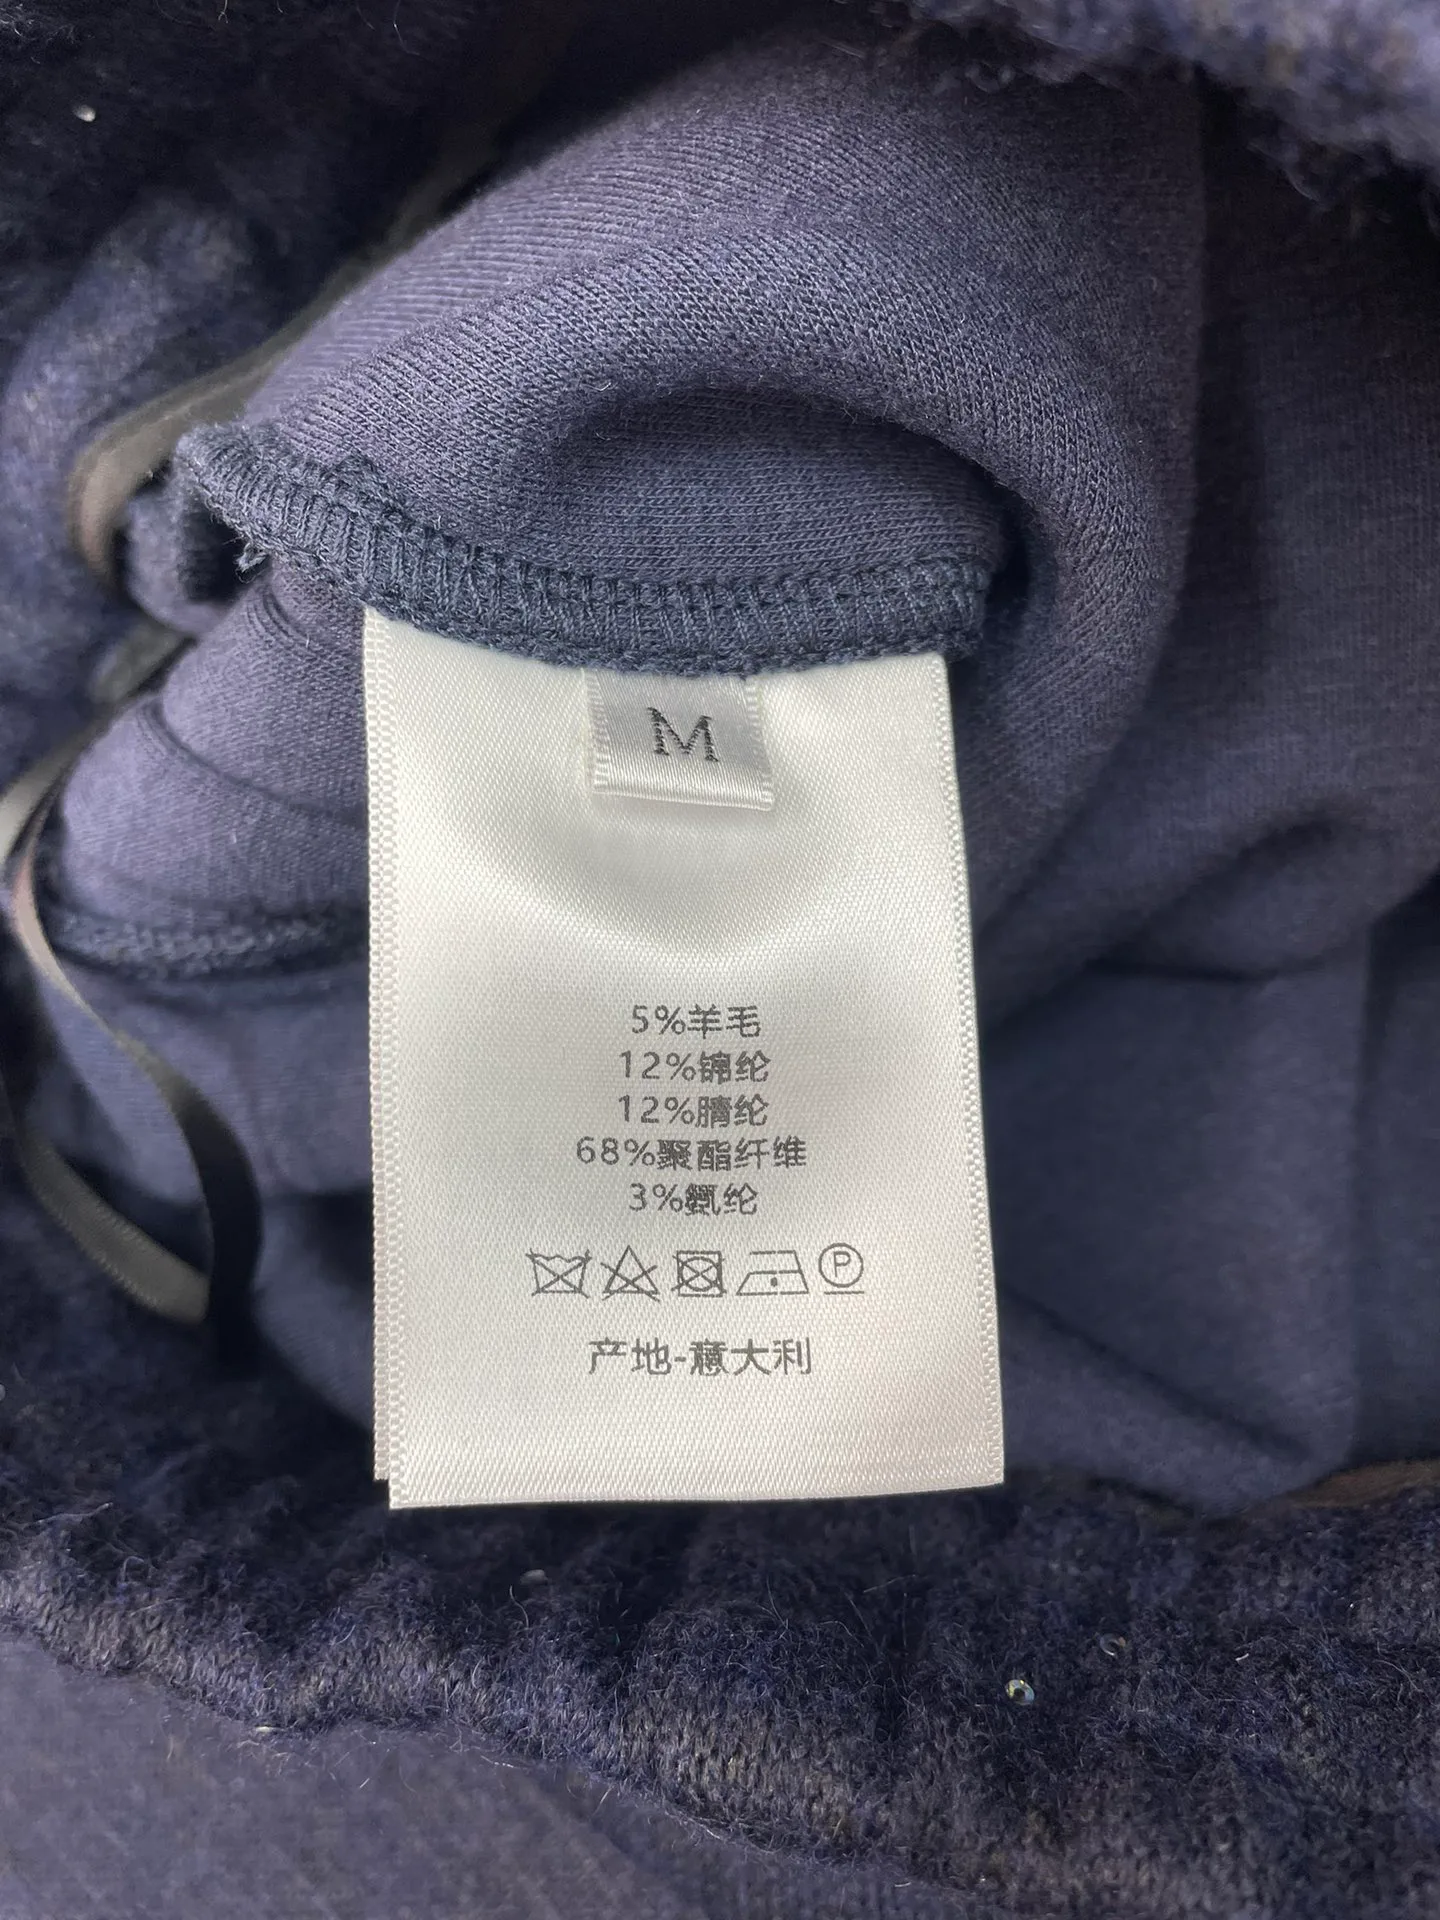 M
5%羊毛
12%锦纶
12%腈纶
68%聚酯纤维
3%氨纶
P
产地-意大利